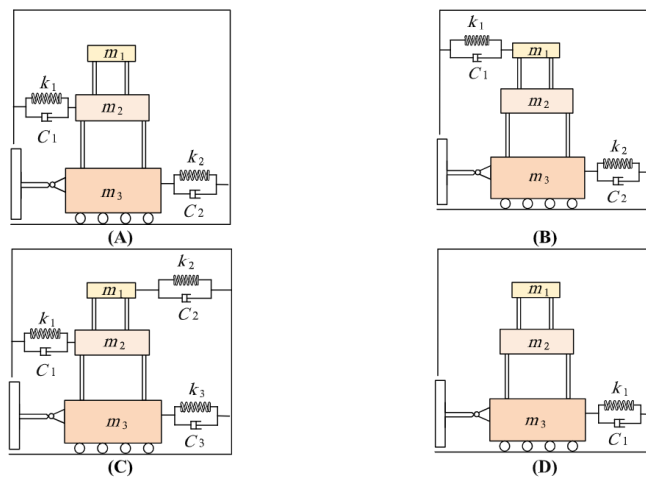 m₁
k₁
m₂
C₁
k₂
m₃
C₂
(A)
k₁
m₁
C₁
m₂
k₂
m₃
C₂
(B)
k₂
m₁
C₂
k₁
m₂
C₁
k₃
m₃
C₃
(C)
m₁
m₂
k₁
m₃
C₁
(D)